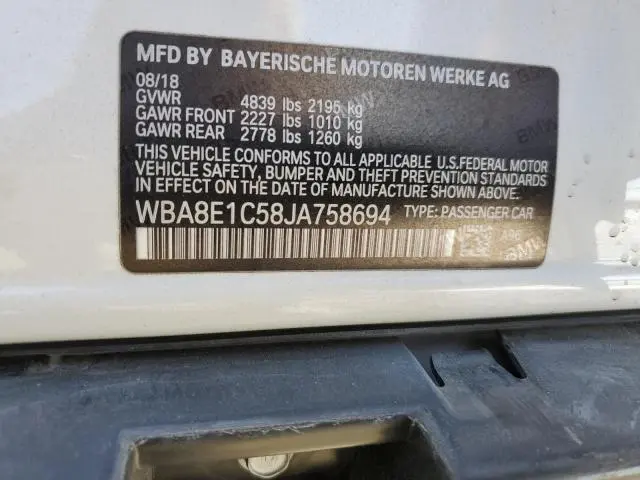 MFD BY BAYERISCHE MOTOREN WERKE AG
08/18
GVWR 4839 lbs 2195 kg
GAWR FRONT 2227 lbs 1010 kg
GAWR REAR 2778 lbs 1260 kg
THIS VEHICLE CONFORMS TO ALL APPLICABLE U.S.FEDERAL MOTOR
VEHICLE SAFETY, BUMPER AND THEFT PREVENTION STANDARDS
IN EFFECT ON THE DATE OF MANUFACTURE SHOWN ABOVE.
WBA8E1C58JA758694 TYPE: PASSENGER CAR
A96
BMW